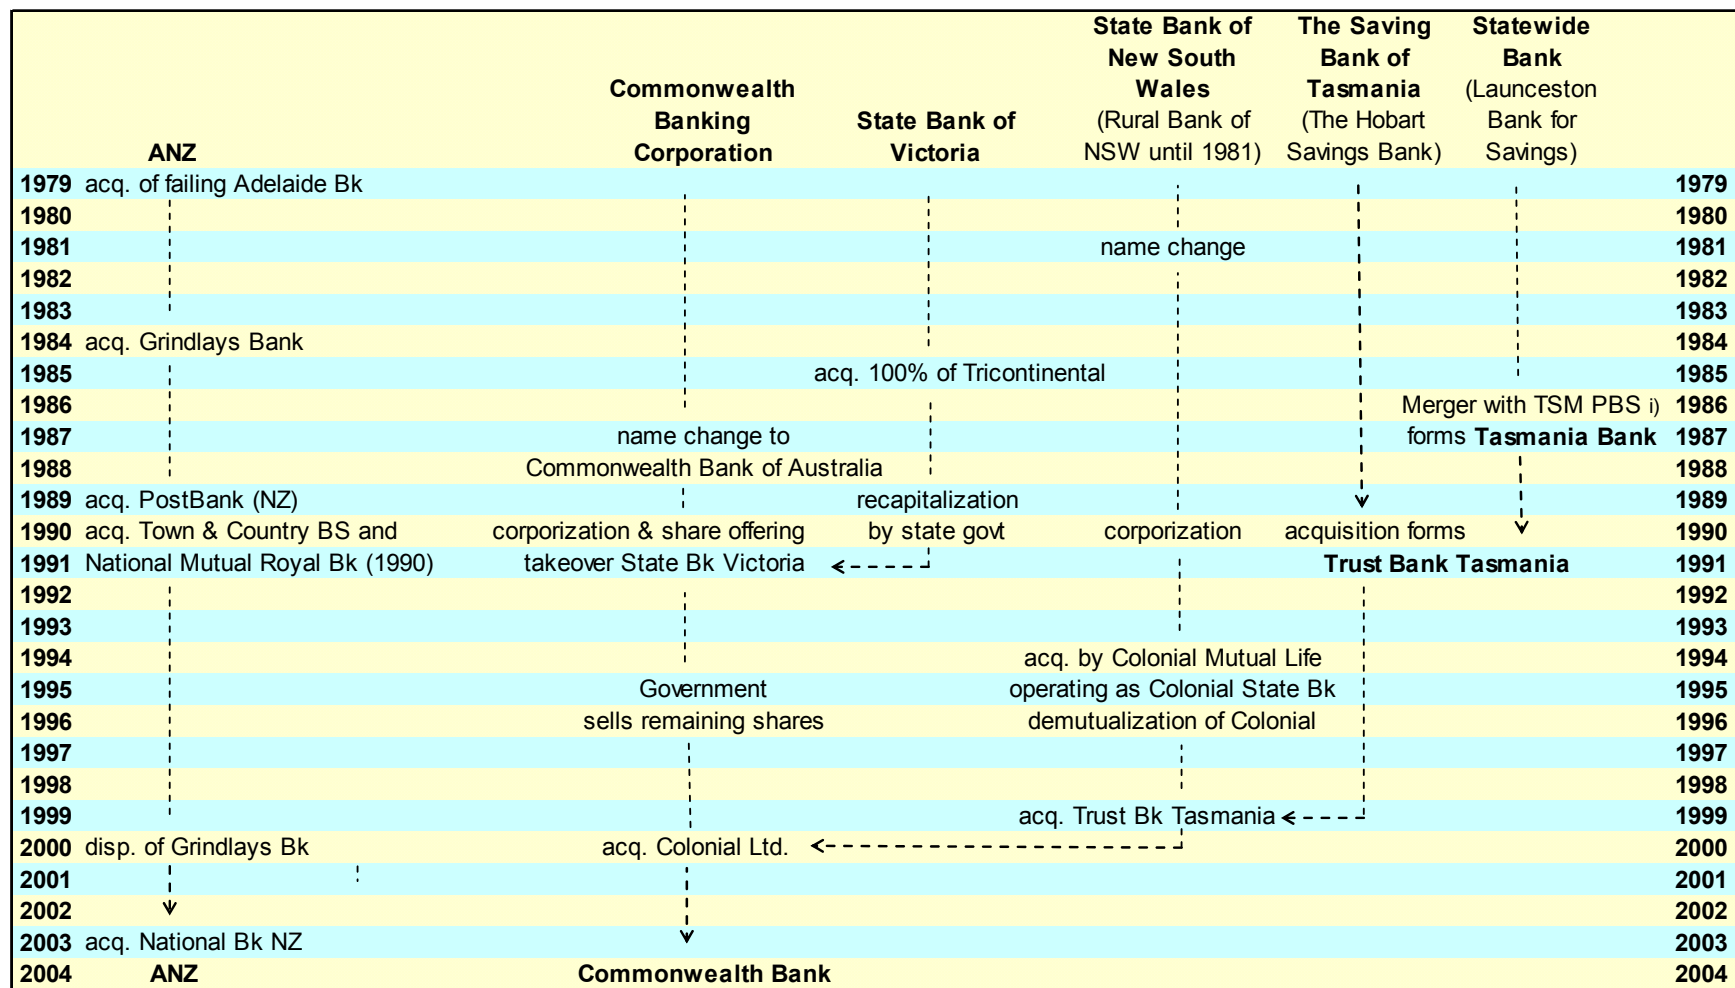 State Bank of The Saving Statewide
New South Bank of Bank
Commonwealth Wales Tasmania (Launceston
Banking State Bank of (Rural Bank of (The Hobart Bank for
ANZ Corporation Victoria NSW until 1981) Savings Bank) Savings)
1979 acq. of failing Adelaide Bk 1979
1980 1980
1981 name change 1981
1982 1982
1983 1983
1984 acq. Grindlays Bank 1984
1985 acq. 100% of Tricontinental 1985
1986 Merger with TSM PBS i) 1986
1987 name change to forms Tasmania Bank 1987
1988 Commonwealth Bank of Australia 1988
1989 acq. PostBank (NZ) recapitalization 1989
1990 acq. Town & Country BS and corporization & share offering by state govt corporization acquisition forms 1990
1991 National Mutual Royal Bk (1990) takeover State Bk Victoria Trust Bank Tasmania 1991
1992 1992
1993 1993
1994 acq. by Colonial Mutual Life 1994
1995 Government operating as Colonial State Bk 1995
1996 sells remaining shares demutualization of Colonial 1996
1997 1997
1998 1998
1999 acq. Trust Bk Tasmania 1999
2000 disp. of Grindlays Bk acq. Colonial Ltd. 2000
2001 2001
2002 2002
2003 acq. National Bk NZ 2003
2004 ANZ Commonwealth Bank 2004